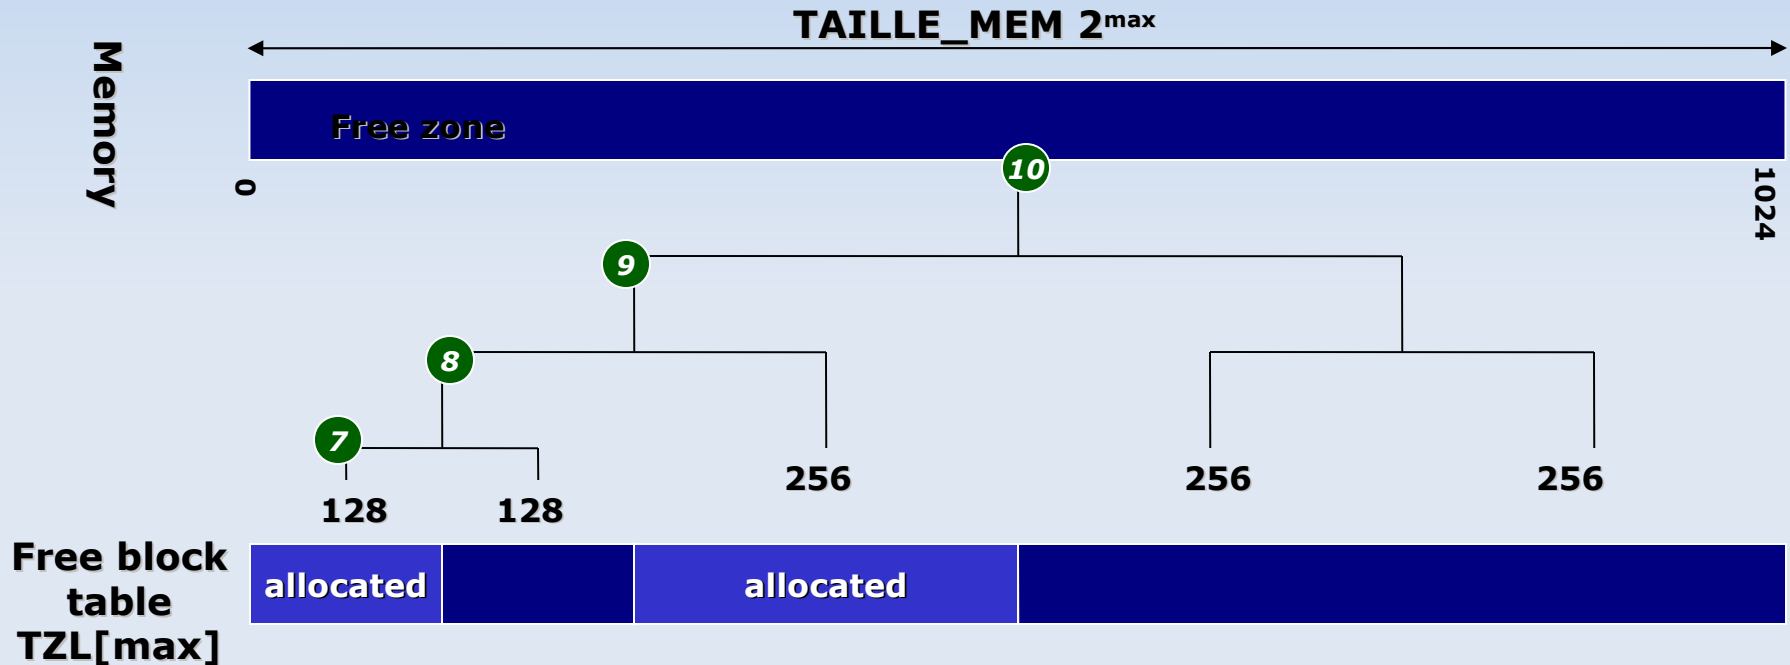 TAILLE_MEM 2max
Memory
Free zone
0
1024
10
9
8
7
256
256
256
128
128
Free block
table
TZL[max]
allocated
allocated